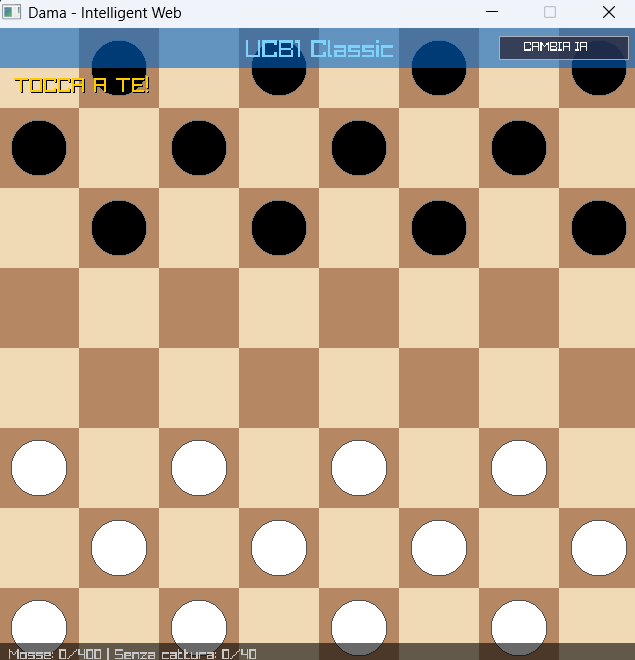 Dama - Intelligent Web
UCB1 Classic
CAMBIA IA
TOCCA A TE!
Mosse: 0/400 | Senza cattura: 0/40